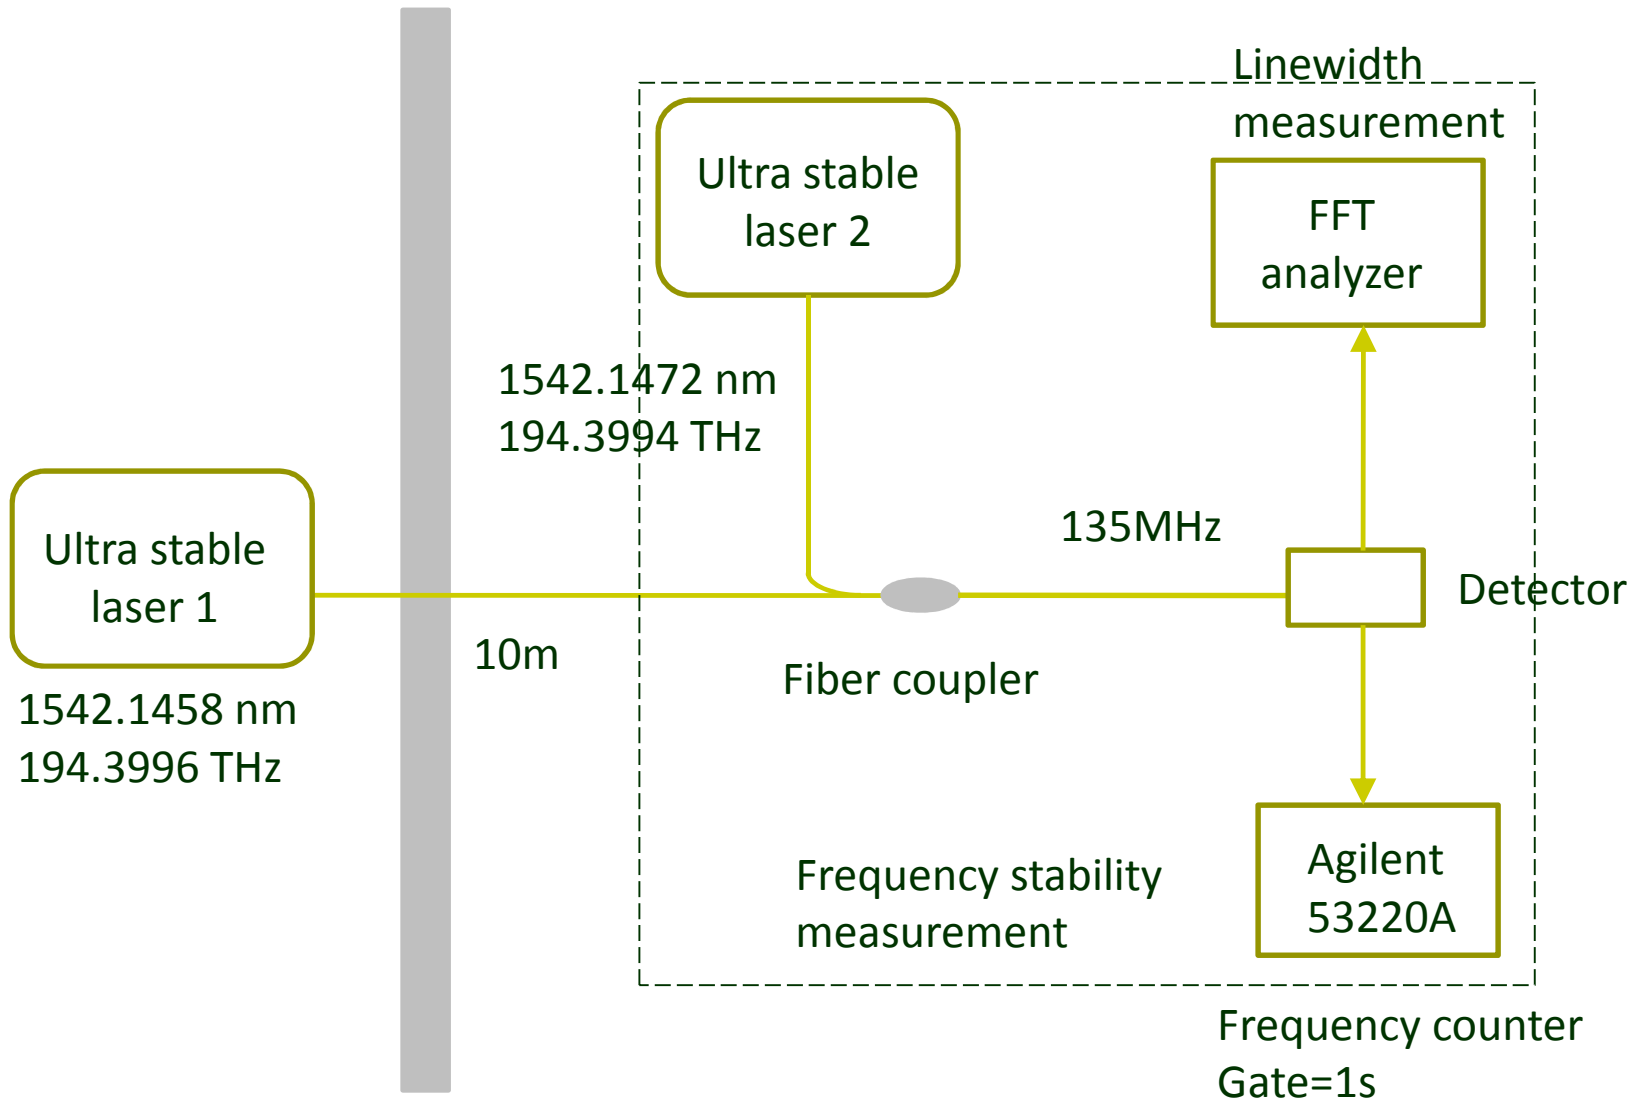 Linewidth
measurement
Ultra stable
laser 2
FFT
analyzer
1542.1472 nm
194.3994 THz
135MHz
Ultra stable
laser 1
Detector
10m
Fiber coupler
1542.1458 nm
194.3996 THz
Frequency stability
measurement
Agilent
53220A
Frequency counter
Gate=1s